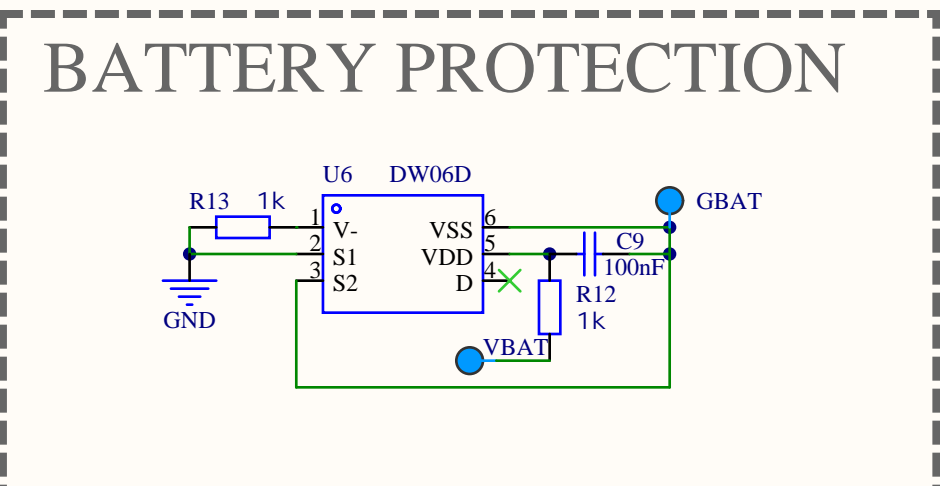 BATTERY PROTECTION
U6 DW06D
R13 1k
GBAT
1 V- VSS 6
2 S1 VDD 5
3 S2 D 4
C9
100nF
R12
1k
GND
VBAT